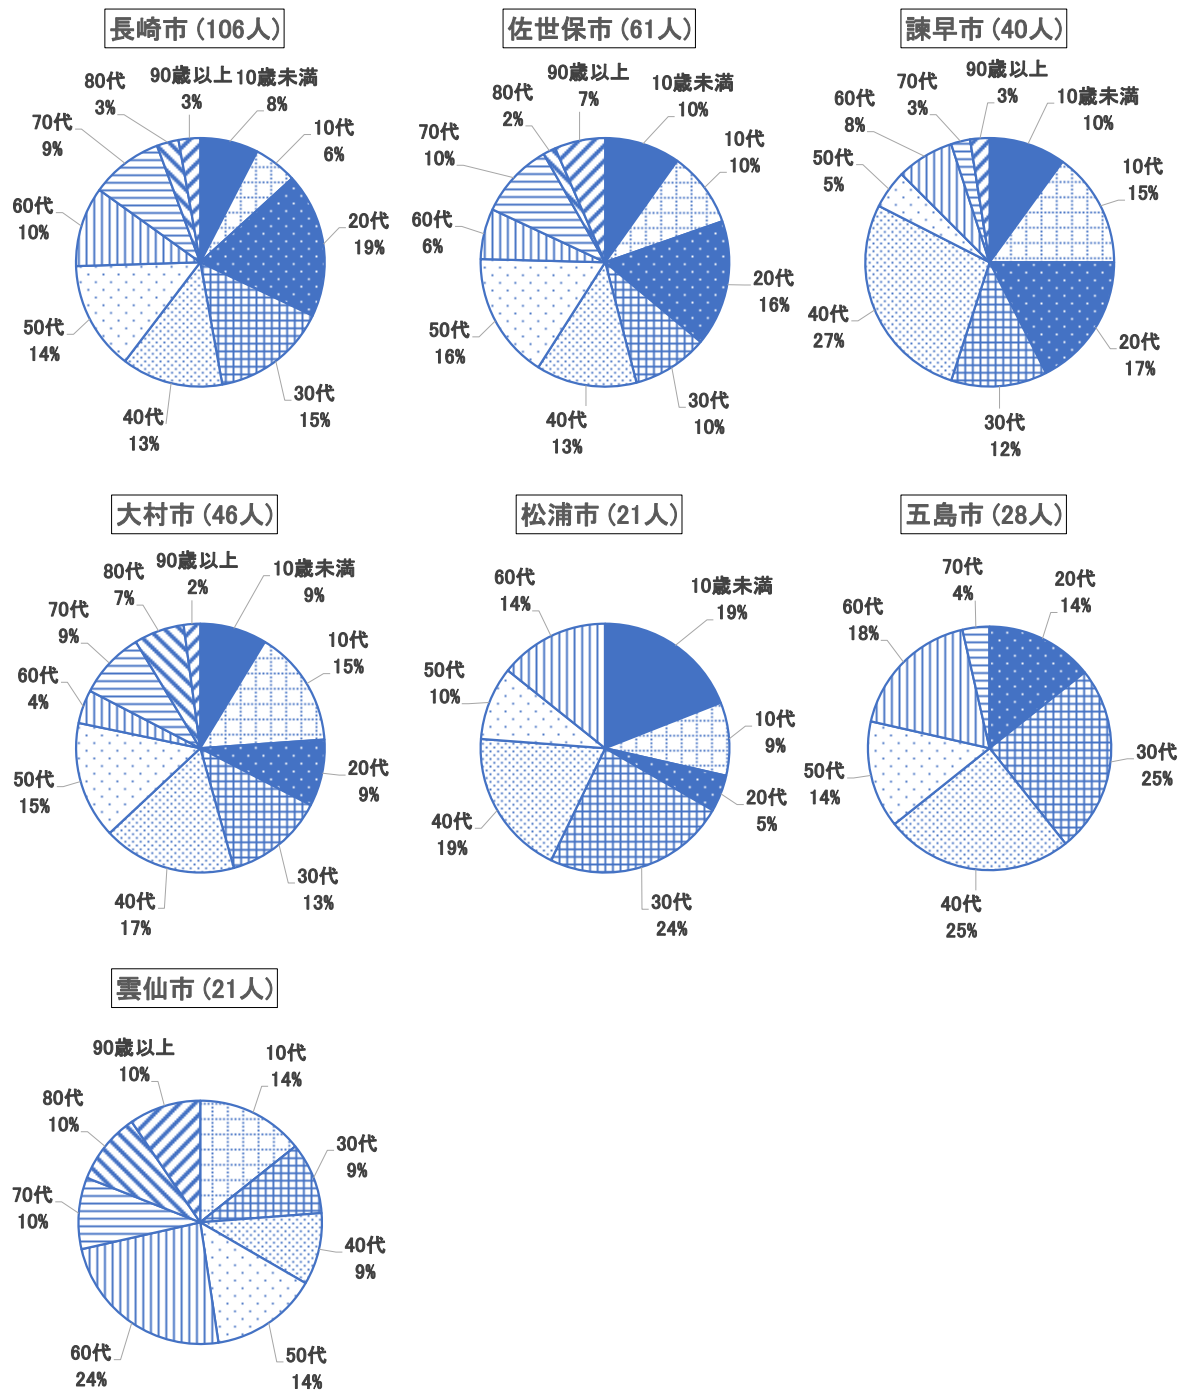 長崎市 (106人)
10歳未満
8%
10代
6%
20代
19%
30代
15%
40代
13%
50代
14%
60代
10%
70代
9%
80代
3%
90歳以上
3%
佐世保市 (61人)
10%
10代
10%
20代
16%
30代
10%
40代
13%
50代
16%
60代
6%
70代
10%
80代
2%
90歳以上
7%
諫早市 (40人)
10歳未満
10%
10代
15%
20代
17%
30代
12%
40代
27%
50代
5%
60代
8%
70代
3%
90歳以上
3%
大村市 (46人)
10歳未満
9%
10代
15%
20代
9%
30代
13%
40代
17%
50代
15%
60代
4%
70代
9%
80代
7%
90歳以上
2%
松浦市 (21人)
10歳未満
19%
10代
9%
20代
5%
30代
24%
40代
19%
50代
10%
60代
14%
五島市 (28人)
20代
14%
30代
25%
40代
25%
50代
14%
60代
18%
70代
4%
雲仙市 (21人)
10代
14%
30代
9%
40代
9%
50代
14%
60代
24%
70代
10%
80代
10%
90歳以上
10%